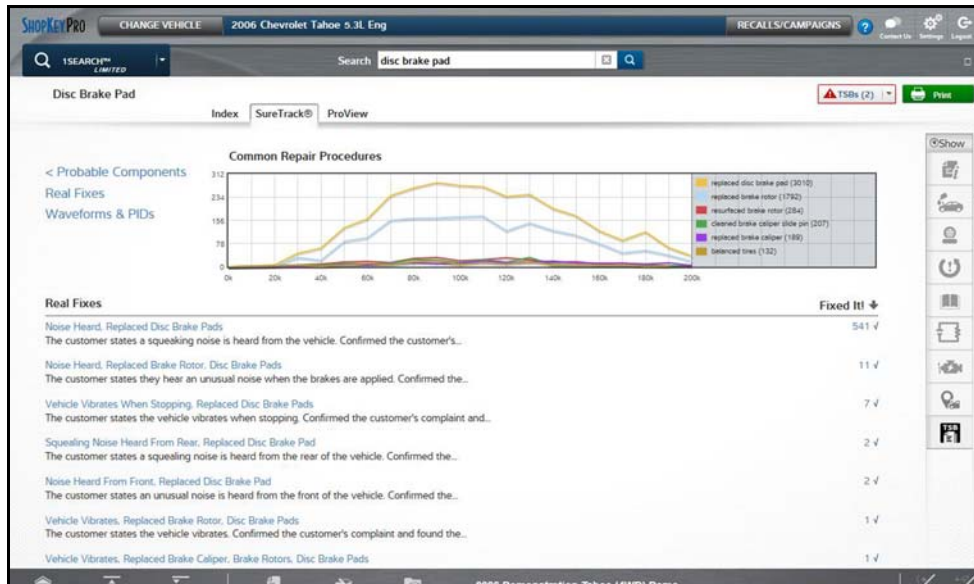 SHOPKEYPRO CHANGE VEHICLE 2006 Chevrolet Tahoe 5.3L Eng RECALLS/CAMPAIGNS ? Contact Us Settings Logout
1SEARCH™ LIMITED Search disc brake pad
Disc Brake Pad TSBs (2) Print
Index SureTrack® ProView
Show
Common Repair Procedures
< Probable Components
Real Fixes
Waveforms & PIDs
312
234
156
78
0
replaced disc brake pad (3010)
replaced brake rotor (1792)
resurfaced brake rotor (284)
cleaned brake caliper slide pin (207)
replaced brake caliper (189)
balanced tires (132)
0k 20k 40k 60k 80k 100k 120k 140k 160k 180k 200k
Real Fixes Fixed It!
Noise Heard, Replaced Disc Brake Pads 541 √
The customer states a squeaking noise is heard from the vehicle. Confirmed the customer's...
Noise Heard, Replaced Brake Rotor, Disc Brake Pads 11 √
The customer states they hear an unusual noise when the brakes are applied. Confirmed the...
Vehicle Vibrates When Stopping, Replaced Disc Brake Pads 7 √
The customer states the vehicle vibrates when stopping. Confirmed the customer's complaint and...
Squealing Noise Heard From Rear, Replaced Disc Brake Pad 2 √
The customer states a squealing noise is heard from the rear of the vehicle. Confirmed the...
Noise Heard From Front, Replaced Disc Brake Pad 2 √
The customer states an unusual noise is heard from the front of the vehicle. Confirmed the...
Vehicle Vibrates, Replaced Brake Rotor, Disc Brake Pads 1 √
The customer states the vehicle vibrates. Confirmed the customer's complaint and found the...
Vehicle Vibrates, Replaced Brake Caliper, Brake Rotors, Disc Brake Pads 1 √
TSB